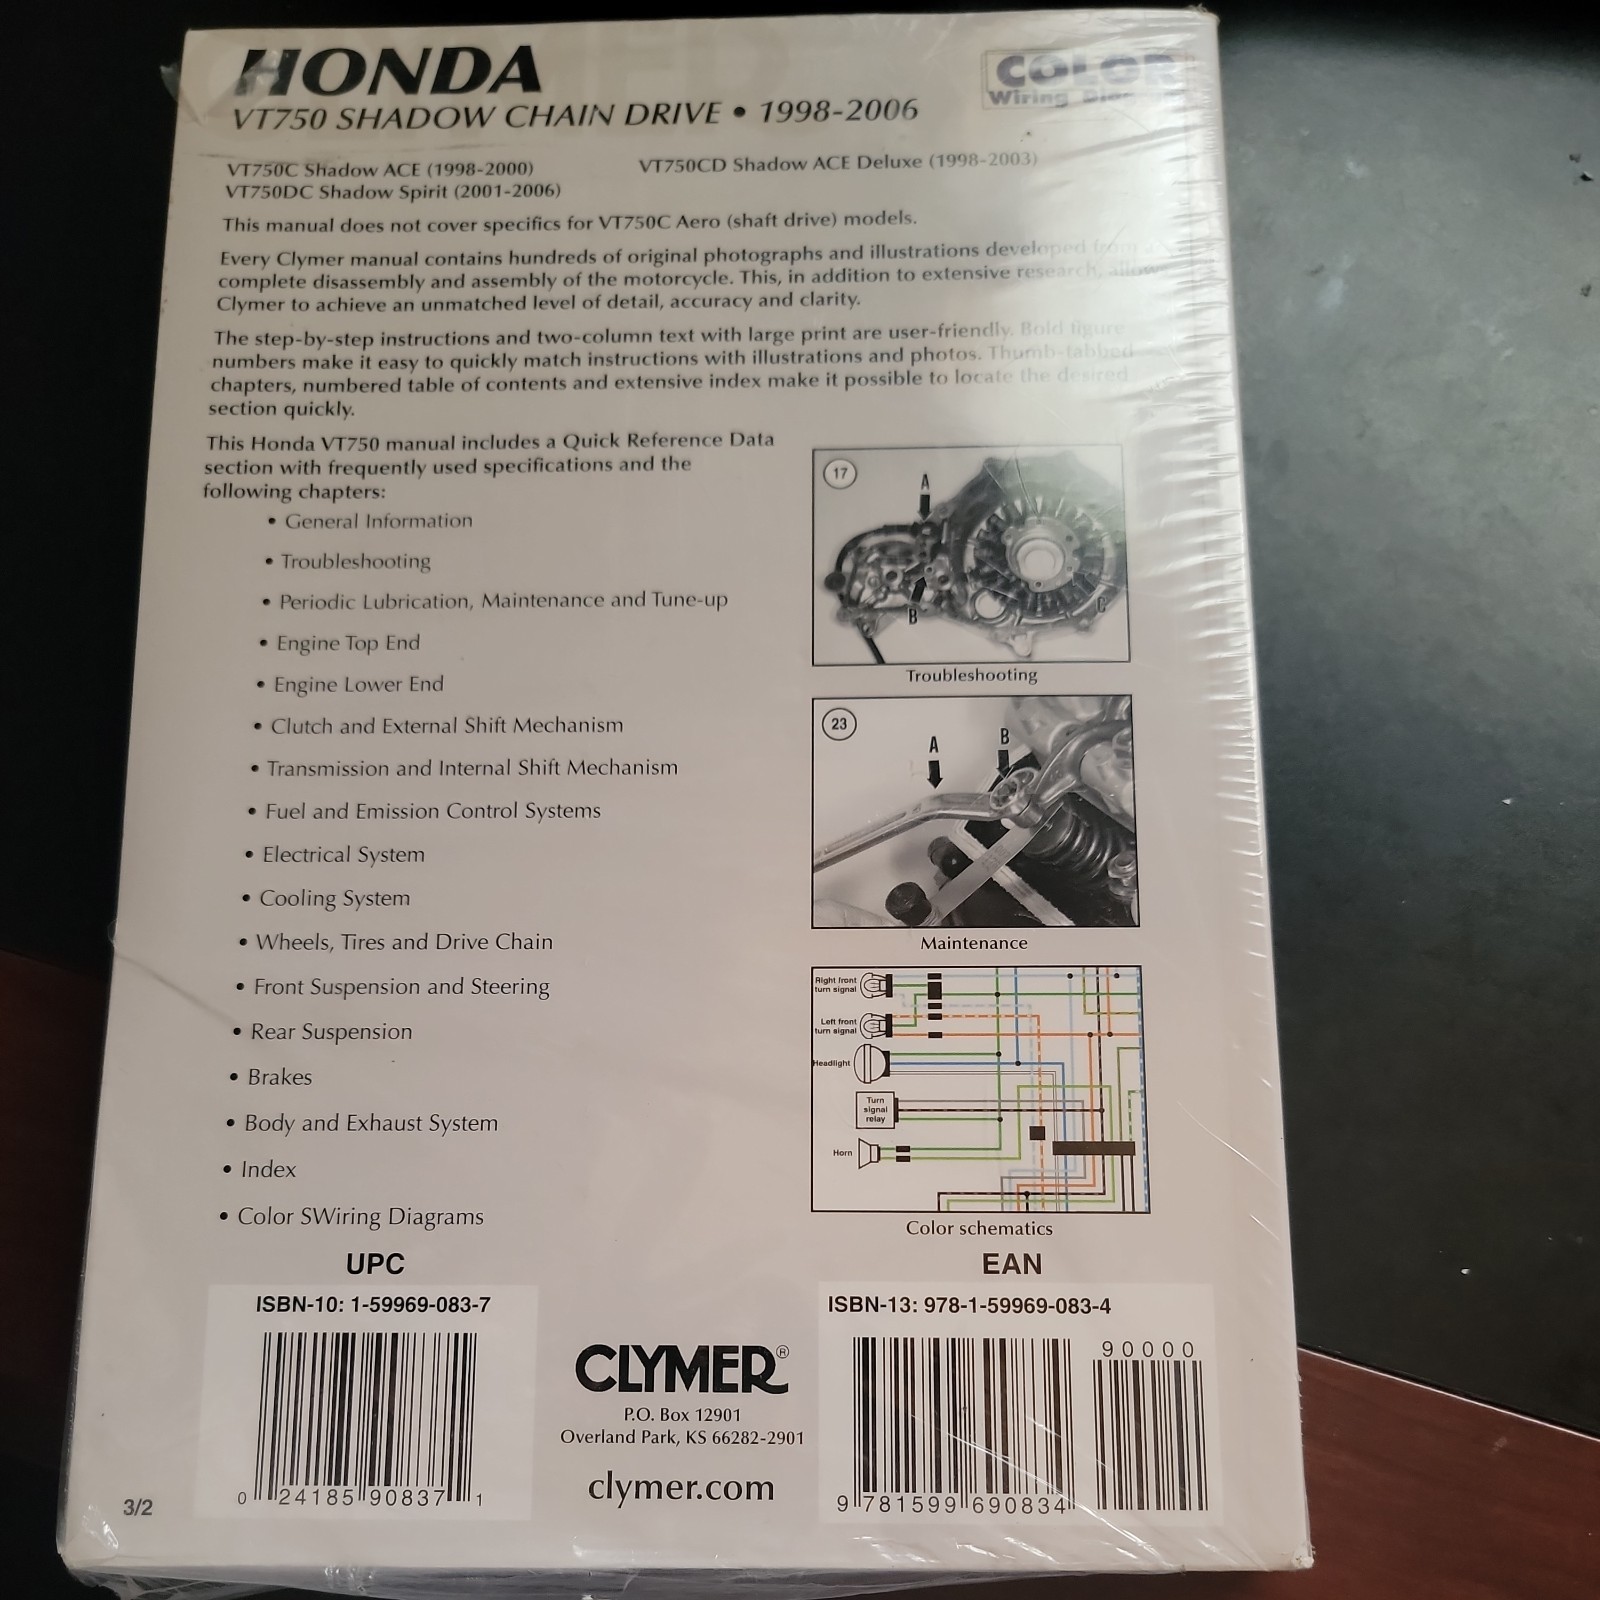 HONDA
VT750 SHADOW CHAIN DRIVE • 1998-2006
COLOR
Wiring
VT750C Shadow ACE (1998-2000)
VT750CD Shadow ACE Deluxe (1998-2003)
VT750DC Shadow Spirit (2001-2006)
This manual does not cover specifics for VT750C Aero (shaft drive) models.
Every Clymer manual contains hundreds of original photographs and illustrations developed from a
complete disassembly and assembly of the motorcycle. This, in addition to extensive research, allow
Clymer to achieve an unmatched level of detail, accuracy and clarity.
The step-by-step instructions and two-column text with large print are user-friendly. Bold figure
numbers make it easy to quickly match instructions with illustrations and photos. Thumb-tabbed
chapters, numbered table of contents and extensive index make it possible to locate the desired
section quickly.
This Honda VT750 manual includes a Quick Reference Data
section with frequently used specifications and the
following chapters:
• General Information
• Troubleshooting
• Periodic Lubrication, Maintenance and Tune-up
• Engine Top End
• Engine Lower End
• Clutch and External Shift Mechanism
• Transmission and Internal Shift Mechanism
• Fuel and Emission Control Systems
• Electrical System
• Cooling System
• Wheels, Tires and Drive Chain
• Front Suspension and Steering
• Rear Suspension
• Brakes
• Body and Exhaust System
• Index
• Color SWiring Diagrams
17
A
B
C
Troubleshooting
23
A
B
Maintenance
Right front
turn signal
Left front
turn signal
Headlight
Turn
signal
relay
Horn
Color schematics
UPC
ISBN-10: 1-59969-083-7
0 24185 90837 1
3/2
CLYMER®
P.O. Box 12901
Overland Park, KS 66282-2901
clymer.com
EAN
ISBN-13: 978-1-59969-083-4
90000
9 781599 690834